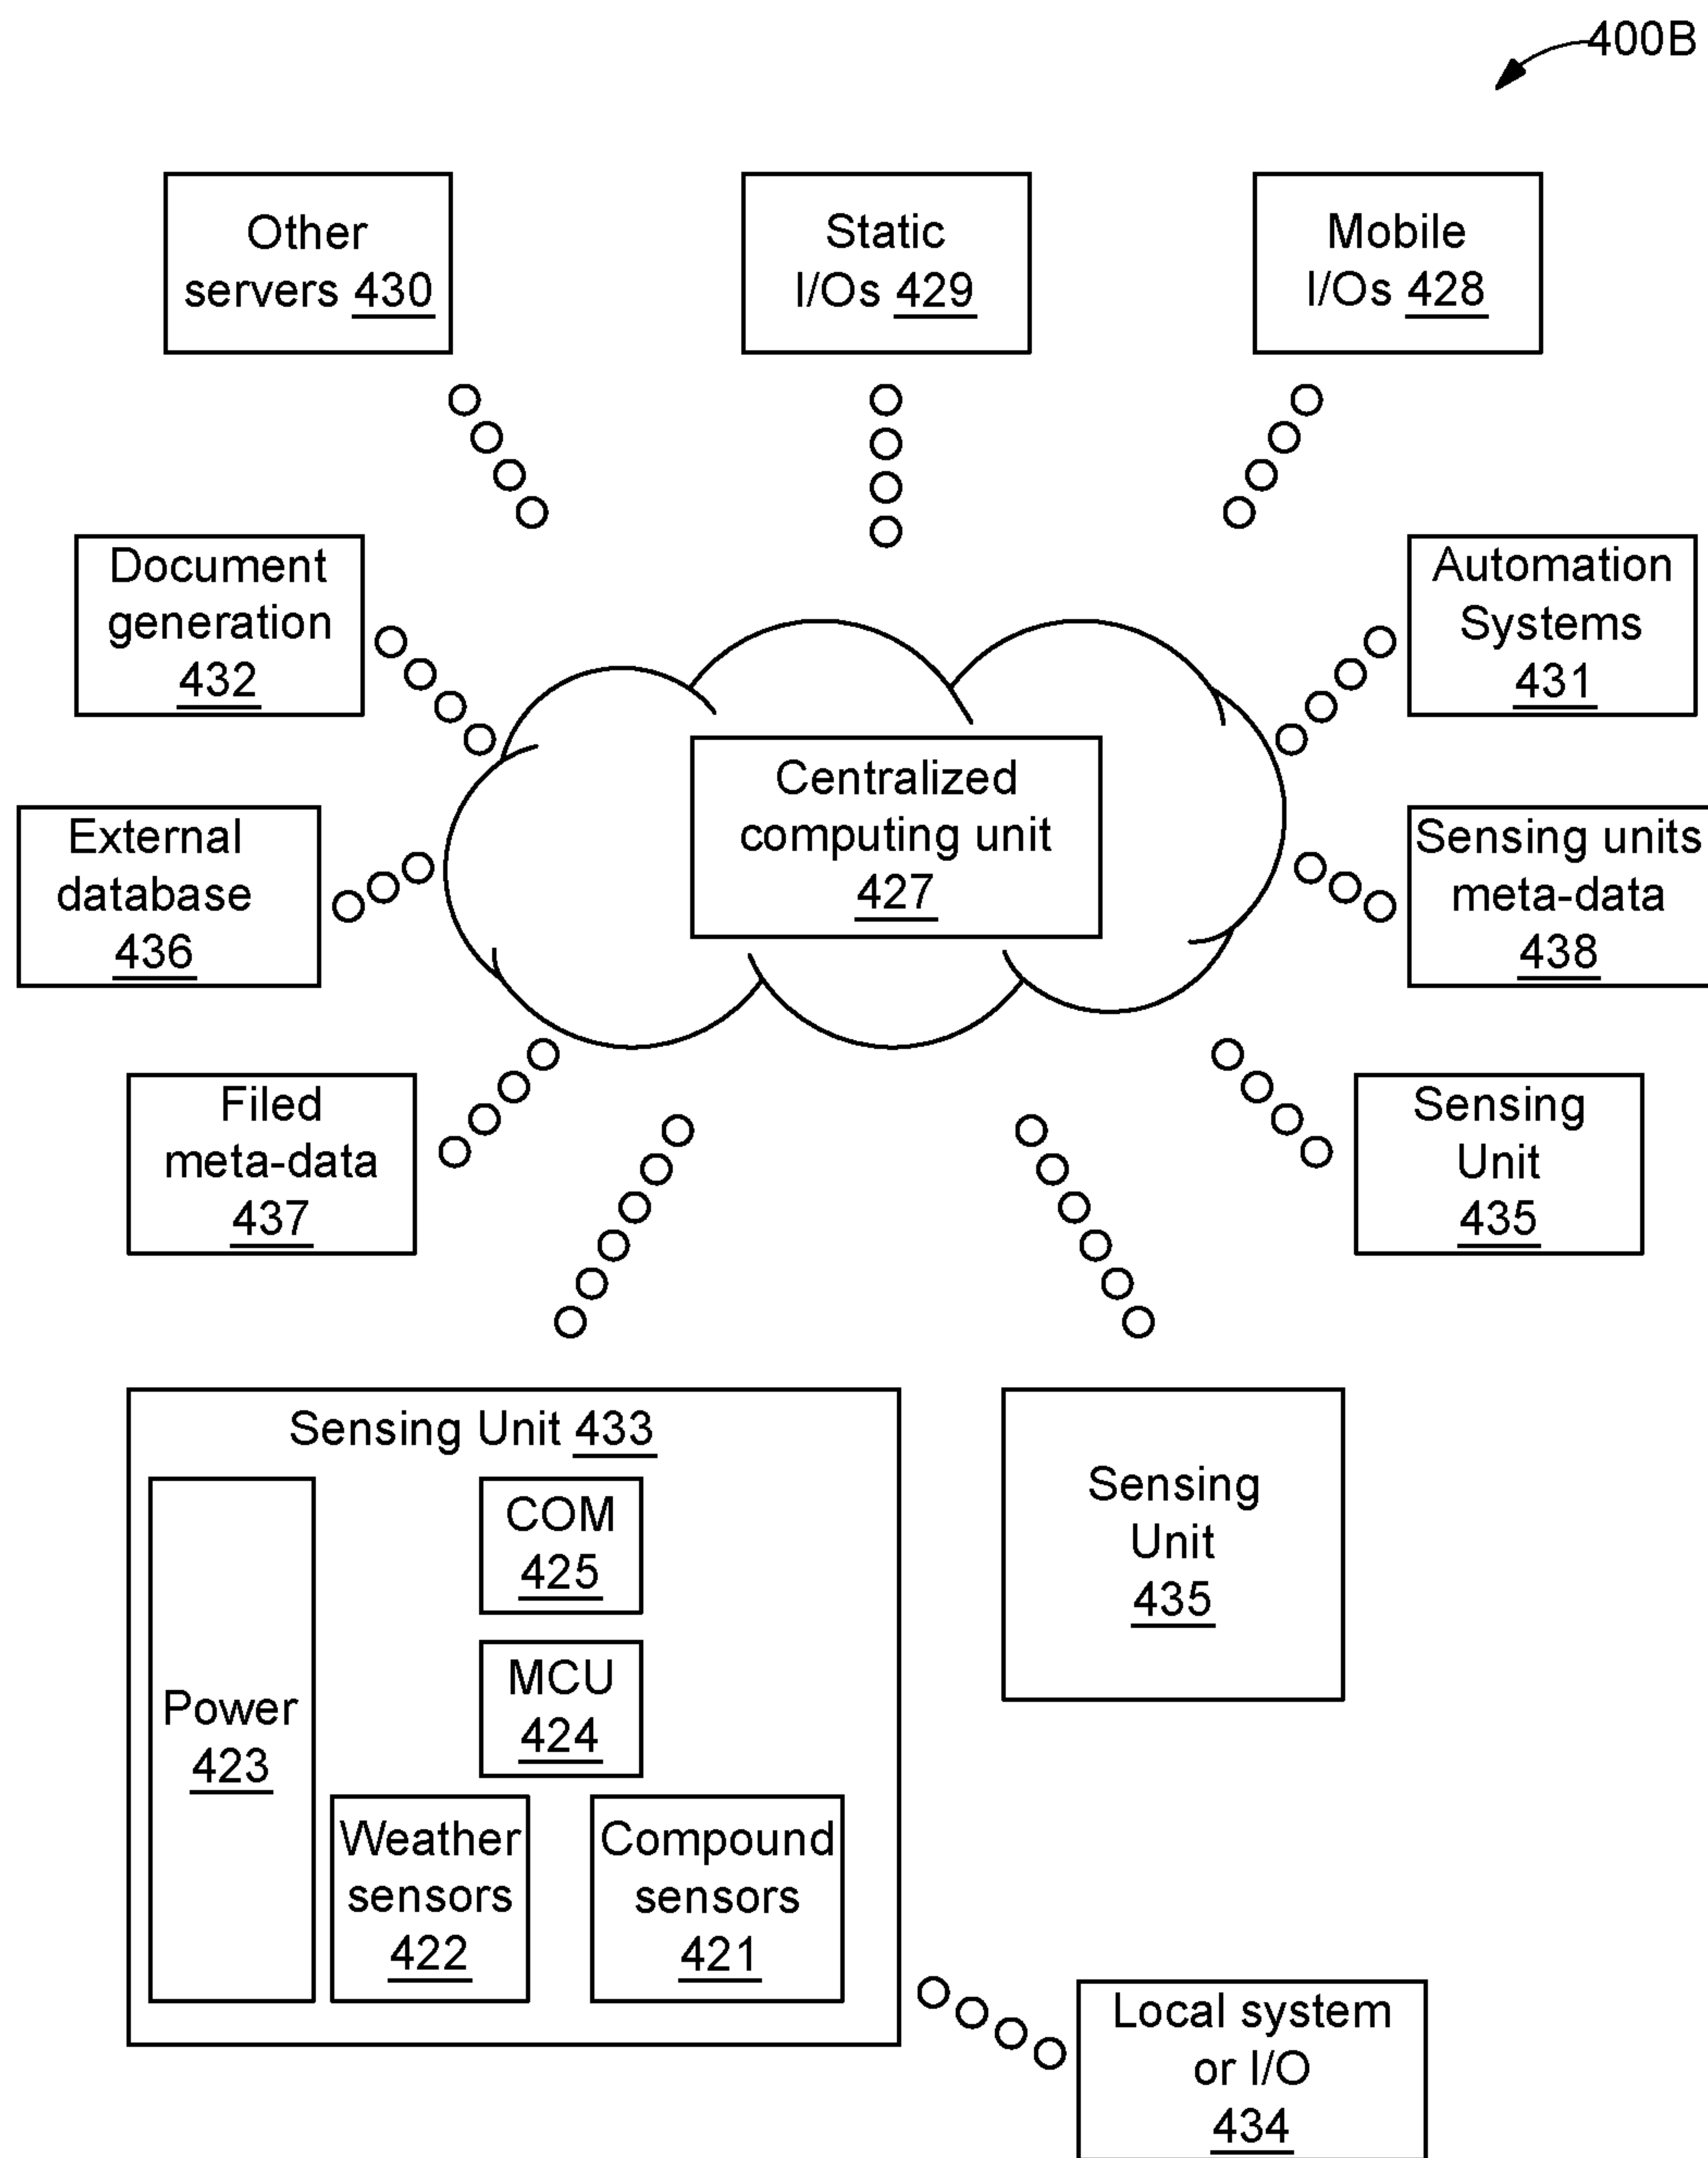 400B
Other
servers 430
Static
I/Os 429
Mobile
I/Os 428
Document
generation
432
Automation
Systems
431
Centralized
computing unit
427
External
database
436
Sensing units
meta-data
438
Filed
meta-data
437
Sensing
Unit
435
Sensing Unit 433
COM
425
MCU
424
Power
423
Weather
sensors
422
Compound
sensors
421
Sensing
Unit
435
Local system
or I/O
434